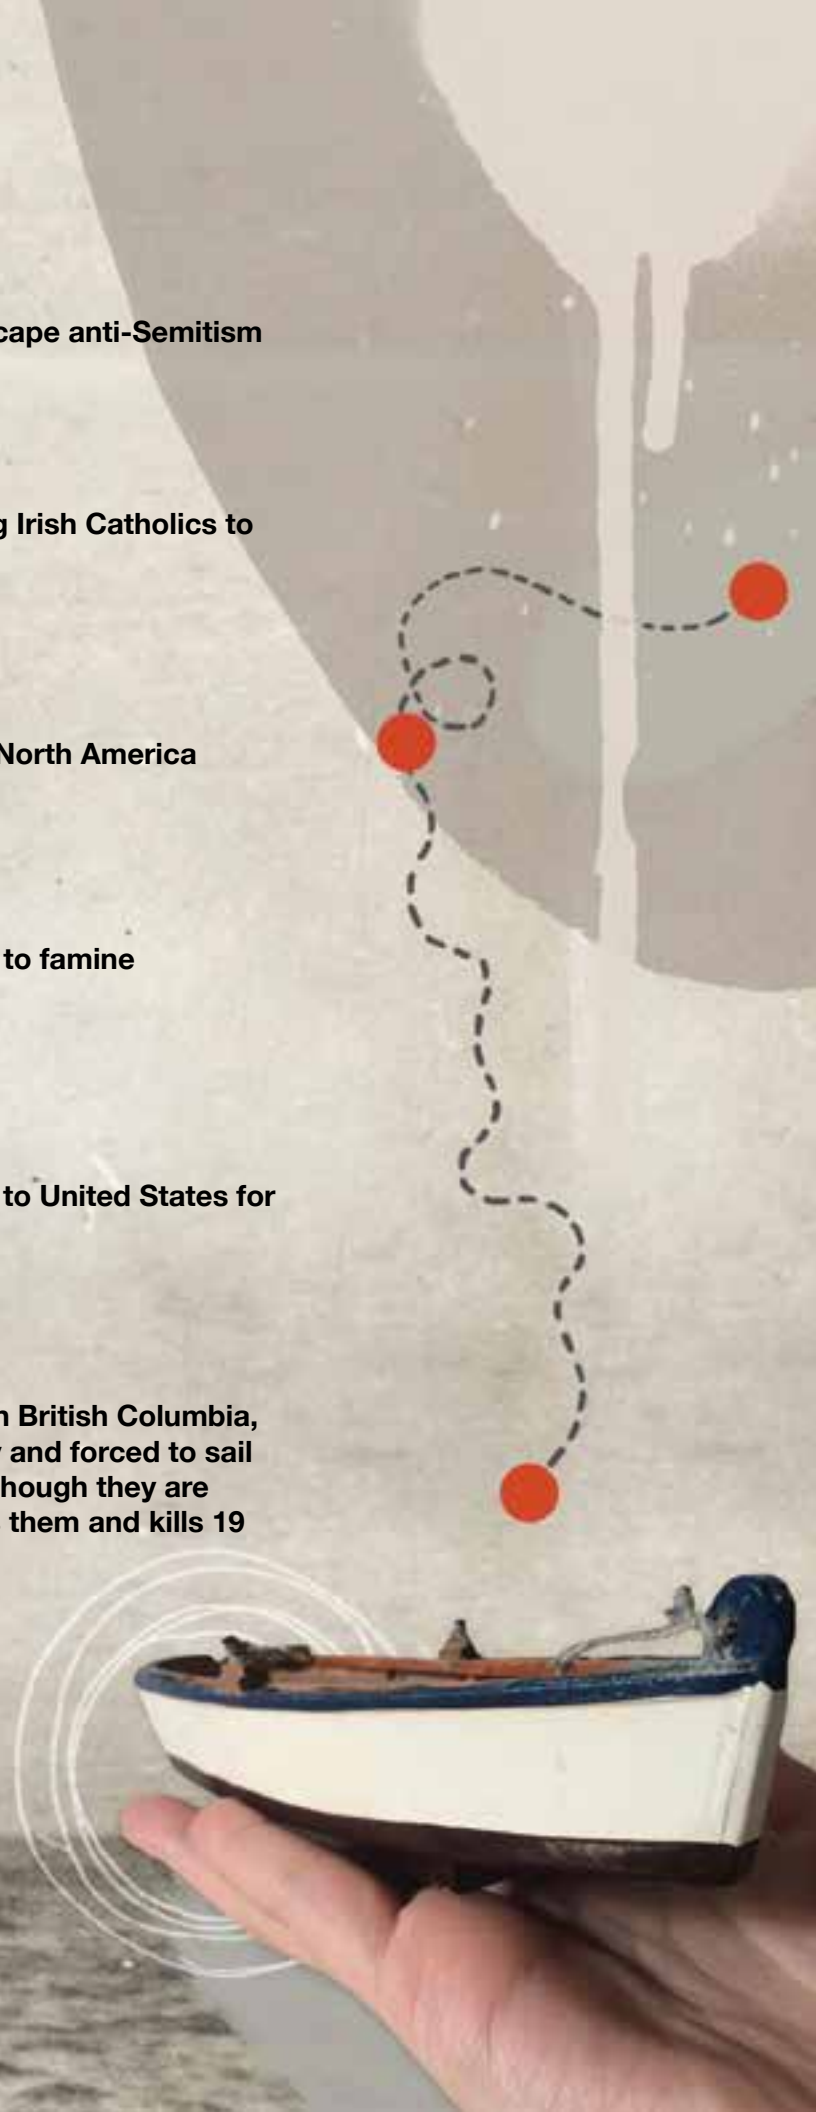 cape anti-Semitism
g Irish Catholics to
North America
to famine
to United States for
n British Columbia,
and forced to sail
hough they are
them and kills 19